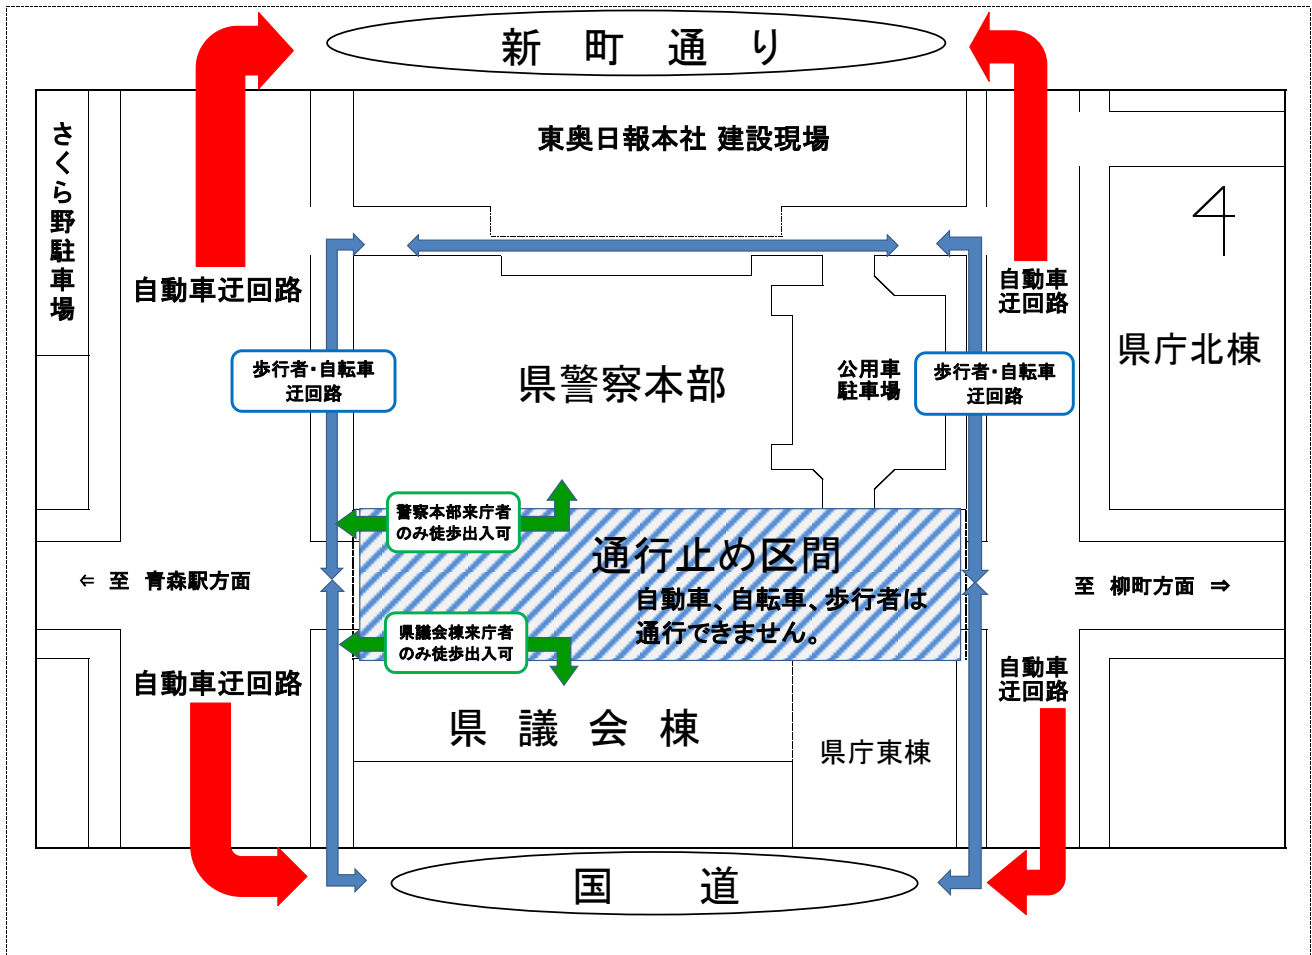 新　町　通　り
東奥日報本社 建設現場
さくら野駐車場
自動車迂回路
自動車
迂回路
県庁北棟
歩行者・自転車
迂回路
県警察本部
公用車
駐車場
歩行者・自転車
迂回路
警察本部来庁者
のみ徒歩出入可
通行止め区間
自動車、自転車、歩行者は
通行できません。
⇐ 至 青森駅方面
至 柳町方面 ⇒
県議会棟来庁者
のみ徒歩出入可
自動車迂回路
自動車
迂回路
県　議　会　棟
県庁東棟
国　　道